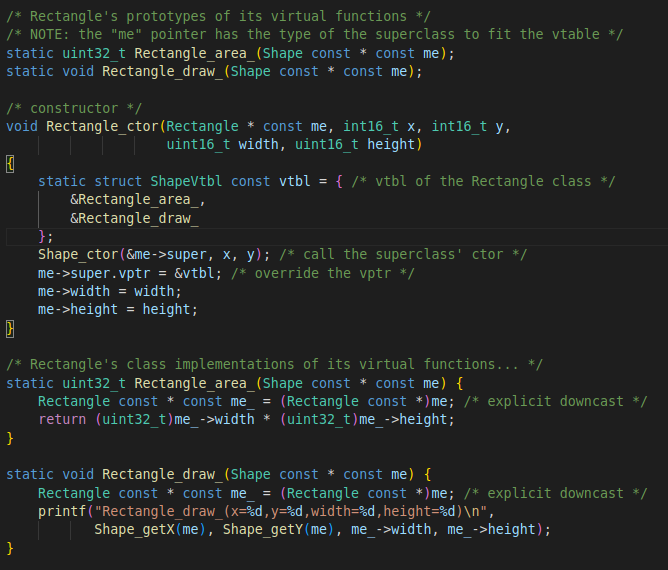 /* Rectangle's prototypes of its virtual functions */
/* NOTE: the "me" pointer has the type of the superclass to fit the vtable */
static uint32_t Rectangle_area_(Shape const * const me);
static void Rectangle_draw_(Shape const * const me);

/* constructor */
void Rectangle_ctor(Rectangle * const me, int16_t x, int16_t y,
                    uint16_t width, uint16_t height)
{
    static struct ShapeVtbl const vtbl = { /* vtbl of the Rectangle class */
        &Rectangle_area_,
        &Rectangle_draw_
    };
    Shape_ctor(&me->super, x, y); /* call the superclass' ctor */
    me->super.vptr = &vtbl; /* override the vptr */
    me->width = width;
    me->height = height;
}

/* Rectangle's class implementations of its virtual functions... */
static uint32_t Rectangle_area_(Shape const * const me) {
    Rectangle const * const me_ = (Rectangle const *)me; /* explicit downcast */
    return (uint32_t)me_->width * (uint32_t)me_->height;
}

static void Rectangle_draw_(Shape const * const me) {
    Rectangle const * const me_ = (Rectangle const *)me; /* explicit downcast */
    printf("Rectangle_draw_(x=%d,y=%d,width=%d,height=%d)\n",
           Shape_getX(me), Shape_getY(me), me_->width, me_->height);
}